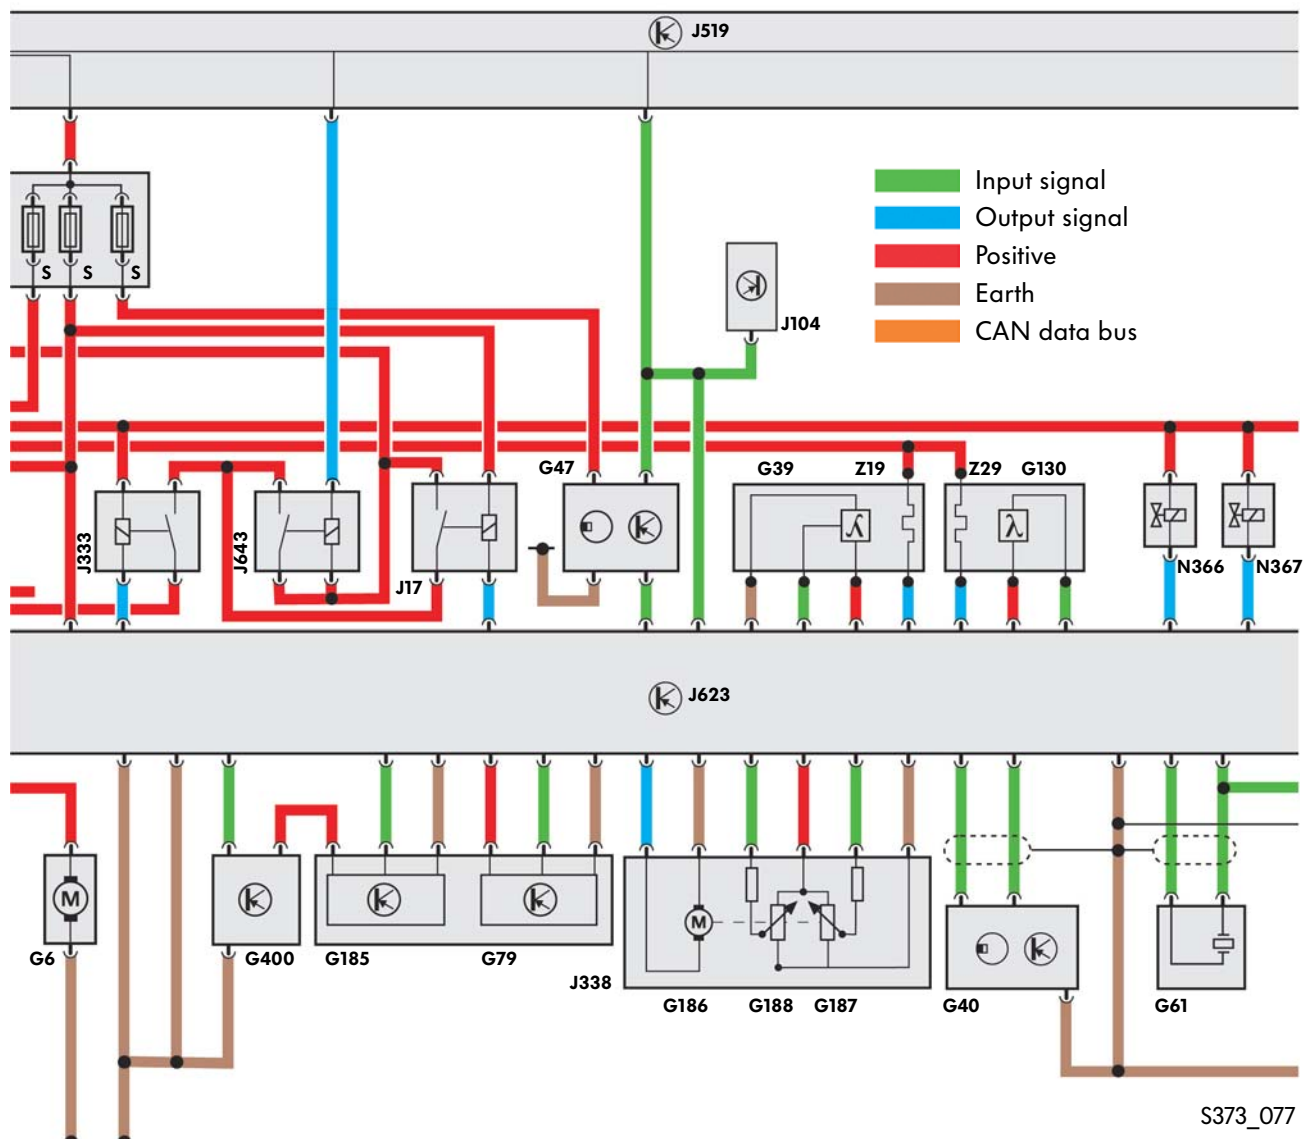 J519
Input signal
Output signal
Positive
Earth
CAN data bus
S S S
J104
G47 G39 Z19 Z29 G130
J333 J643 J17 N366 N367
J623
M
G6 G400 G185 G79
J338
M
G186 G188 G187 G40 G61
λ λ
S373_077